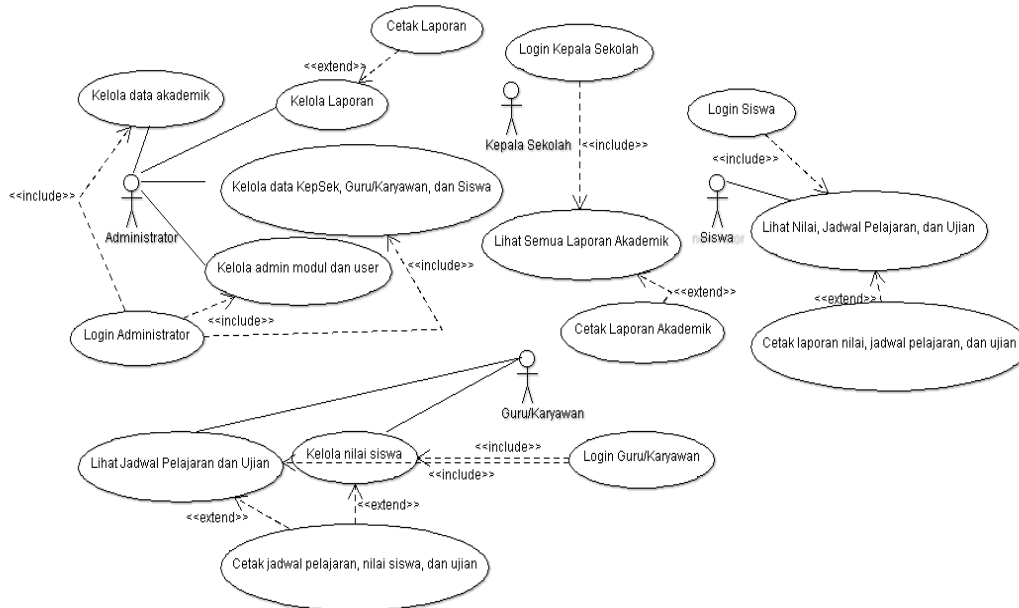 Cetak Laporan
Login Kepala Sekolah
<<extend>>
Kelola data akademik
Kelola Laporan
Login Siswa
Kepala Sekolah
<<include>>
<<include>>
<<include>>
Kelola data KepSek, Guru/Karyawan, dan Siswa
Administrator
Siswa
Lihat Nilai, Jadwal Pelajaran, dan Ujian
Lihat Semua Laporan Akademik
Kelola admin modul dan user
<<include>>
<<extend>>
<<extend>>
<<include>>
Login Administrator
Cetak Laporan Akademik
Cetak laporan nilai, jadwal pelajaran, dan ujian
Guru/Karyawan
<<include>>
Lihat Jadwal Pelajaran dan Ujian
Kelola nilai siswa
Login Guru/Karyawan
<<include>>
<<extend>>
<<extend>>
Cetak jadwal pelajaran, nilai siswa, dan ujian